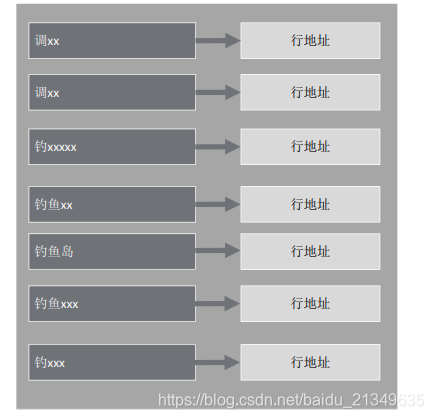 调xx 行地址
调xx 行地址
钓xxxxx 行地址
钓鱼xx 行地址
钓鱼岛 行地址
钓鱼xxx 行地址
钓xxx 行地址
https://blog.csdn.net/baidu_21349635